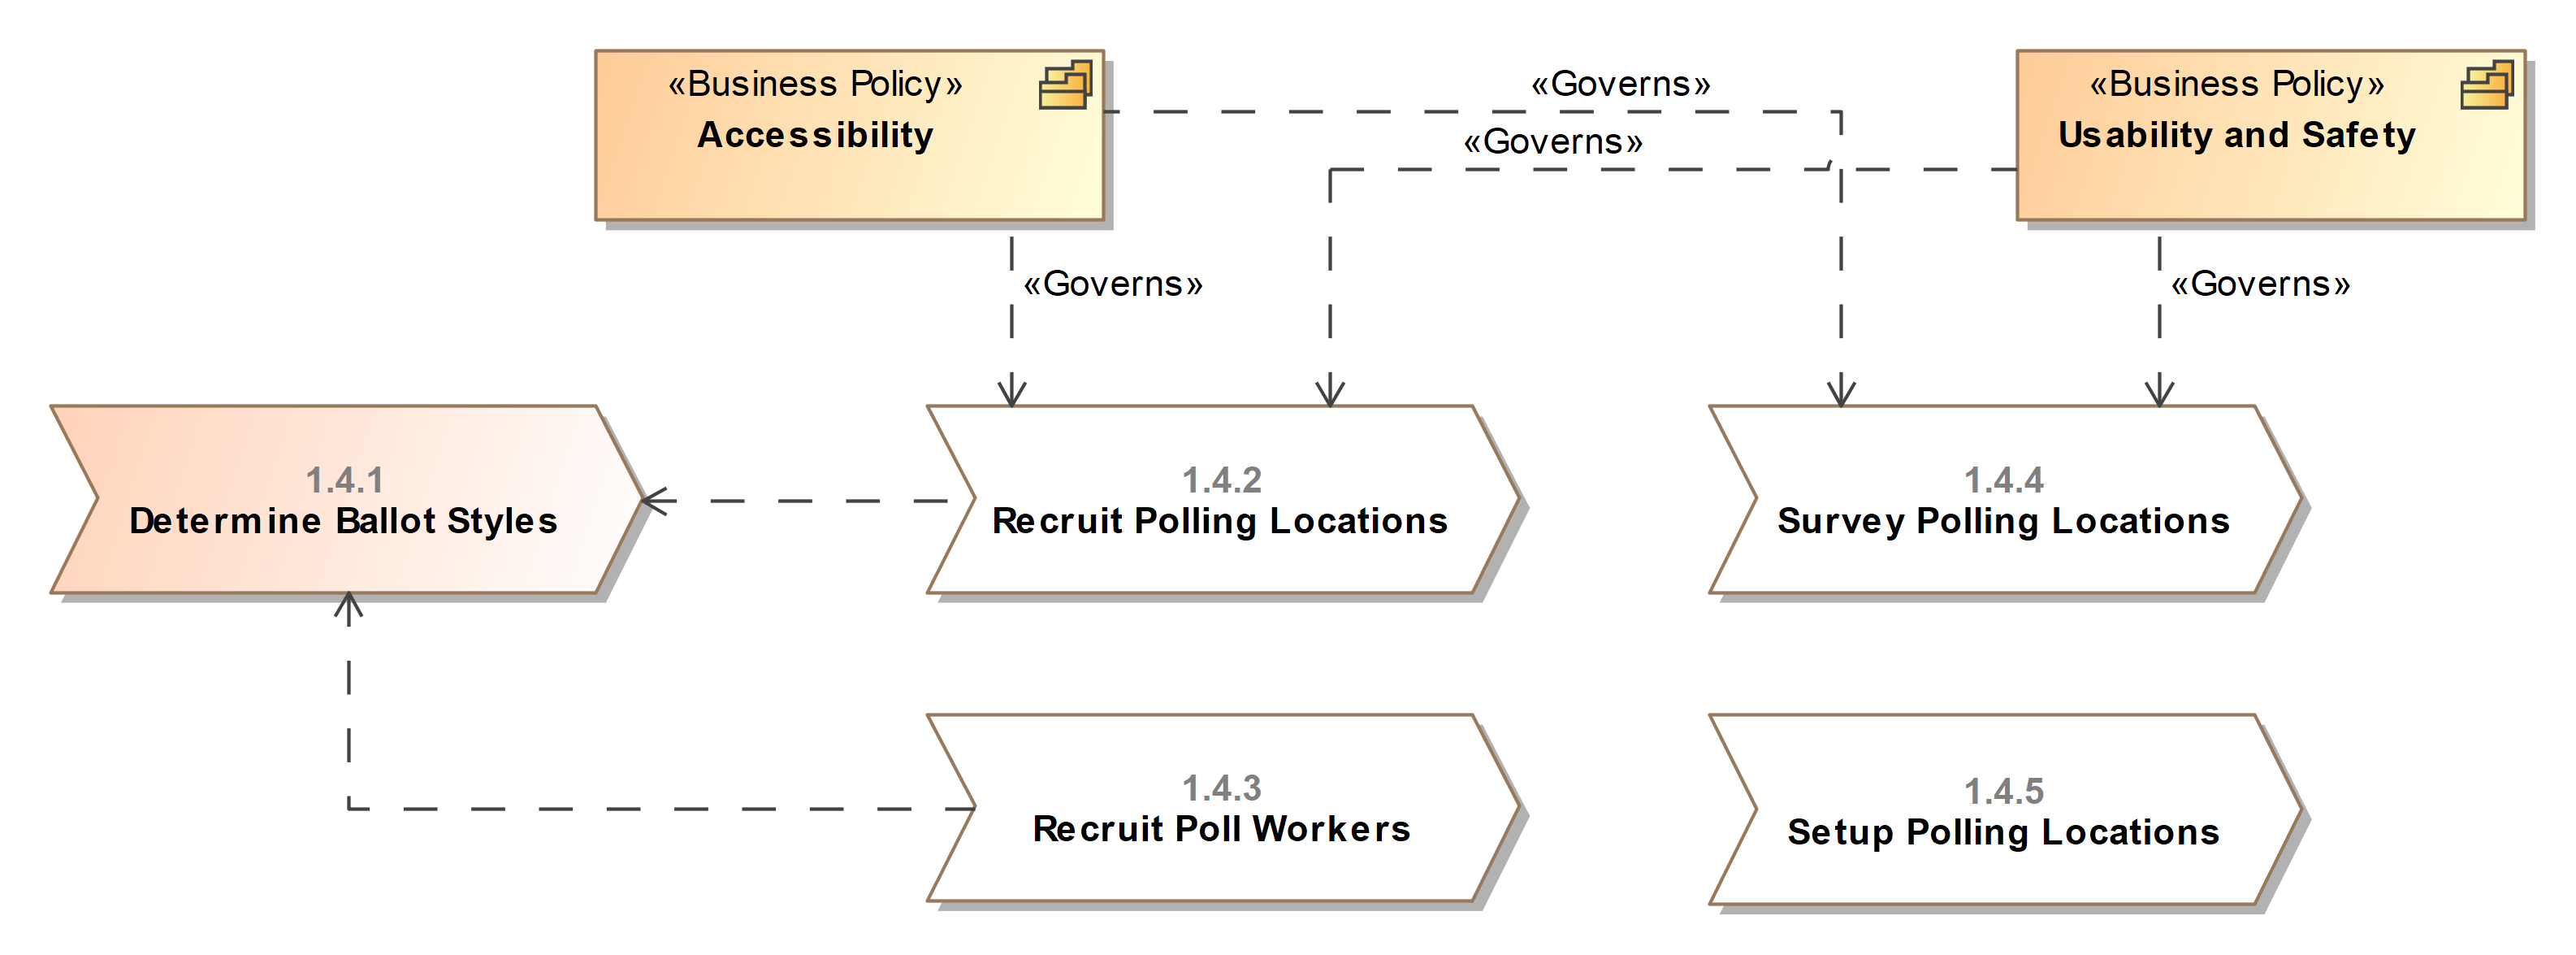 «Business Policy»
Accessibility
«Governs»
«Governs»
«Business Policy»
Usability and Safety
«Governs»
«Governs»
1.4.1
Determine Ballot Styles
1.4.2
Recruit Polling Locations
1.4.4
Survey Polling Locations
1.4.3
Recruit Poll Workers
1.4.5
Setup Polling Locations